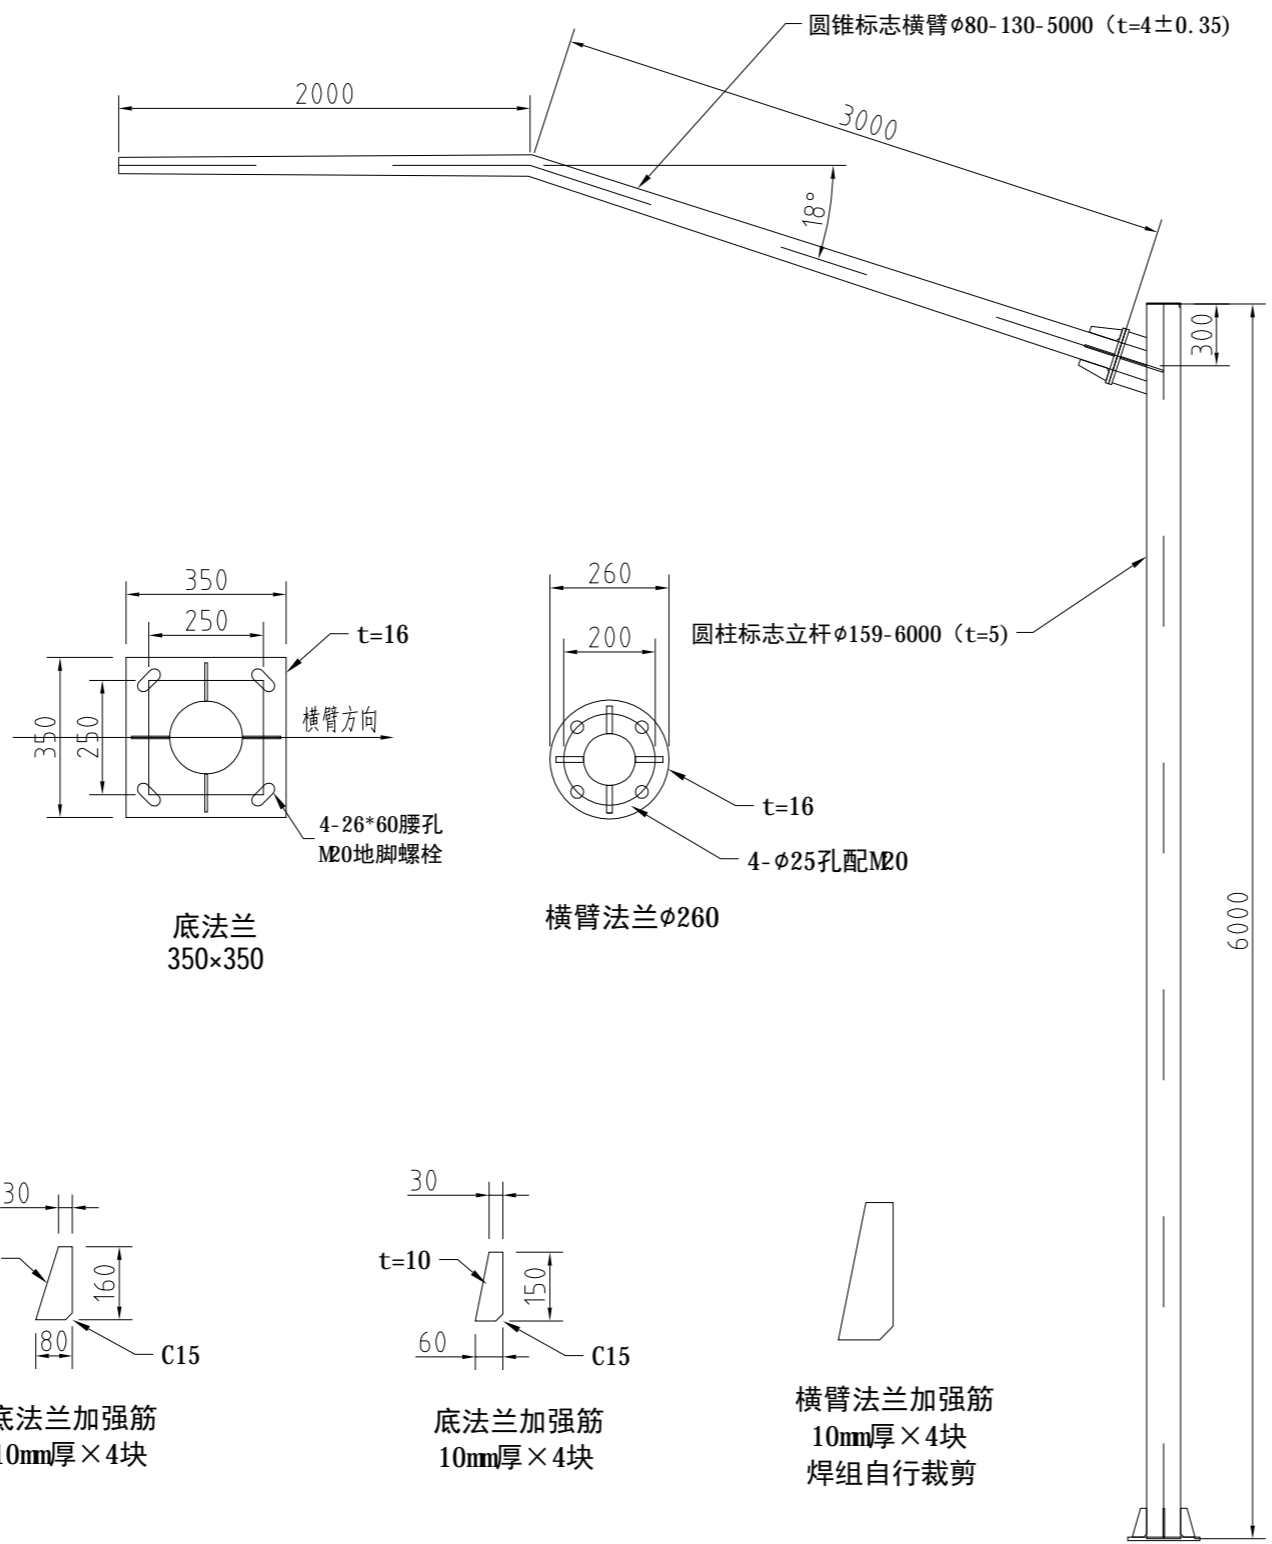 圆锥标志横臂φ80-130-5000（t=4±0.35）
2000
3000
18°
300
350
250
t=16
350
250
横臂方向
4-26*60腰孔
M20地脚螺栓
底法兰
350×350
260
200
t=16
4-φ25孔配M20
横臂法兰φ260
圆柱标志立杆φ159-6000（t=5）
6000
30
160
80
C15
底法兰加强筋
10mm厚×4块
30
t=10
150
60
C15
底法兰加强筋
10mm厚×4块
横臂法兰加强筋
10mm厚×4块
焊组自行裁剪